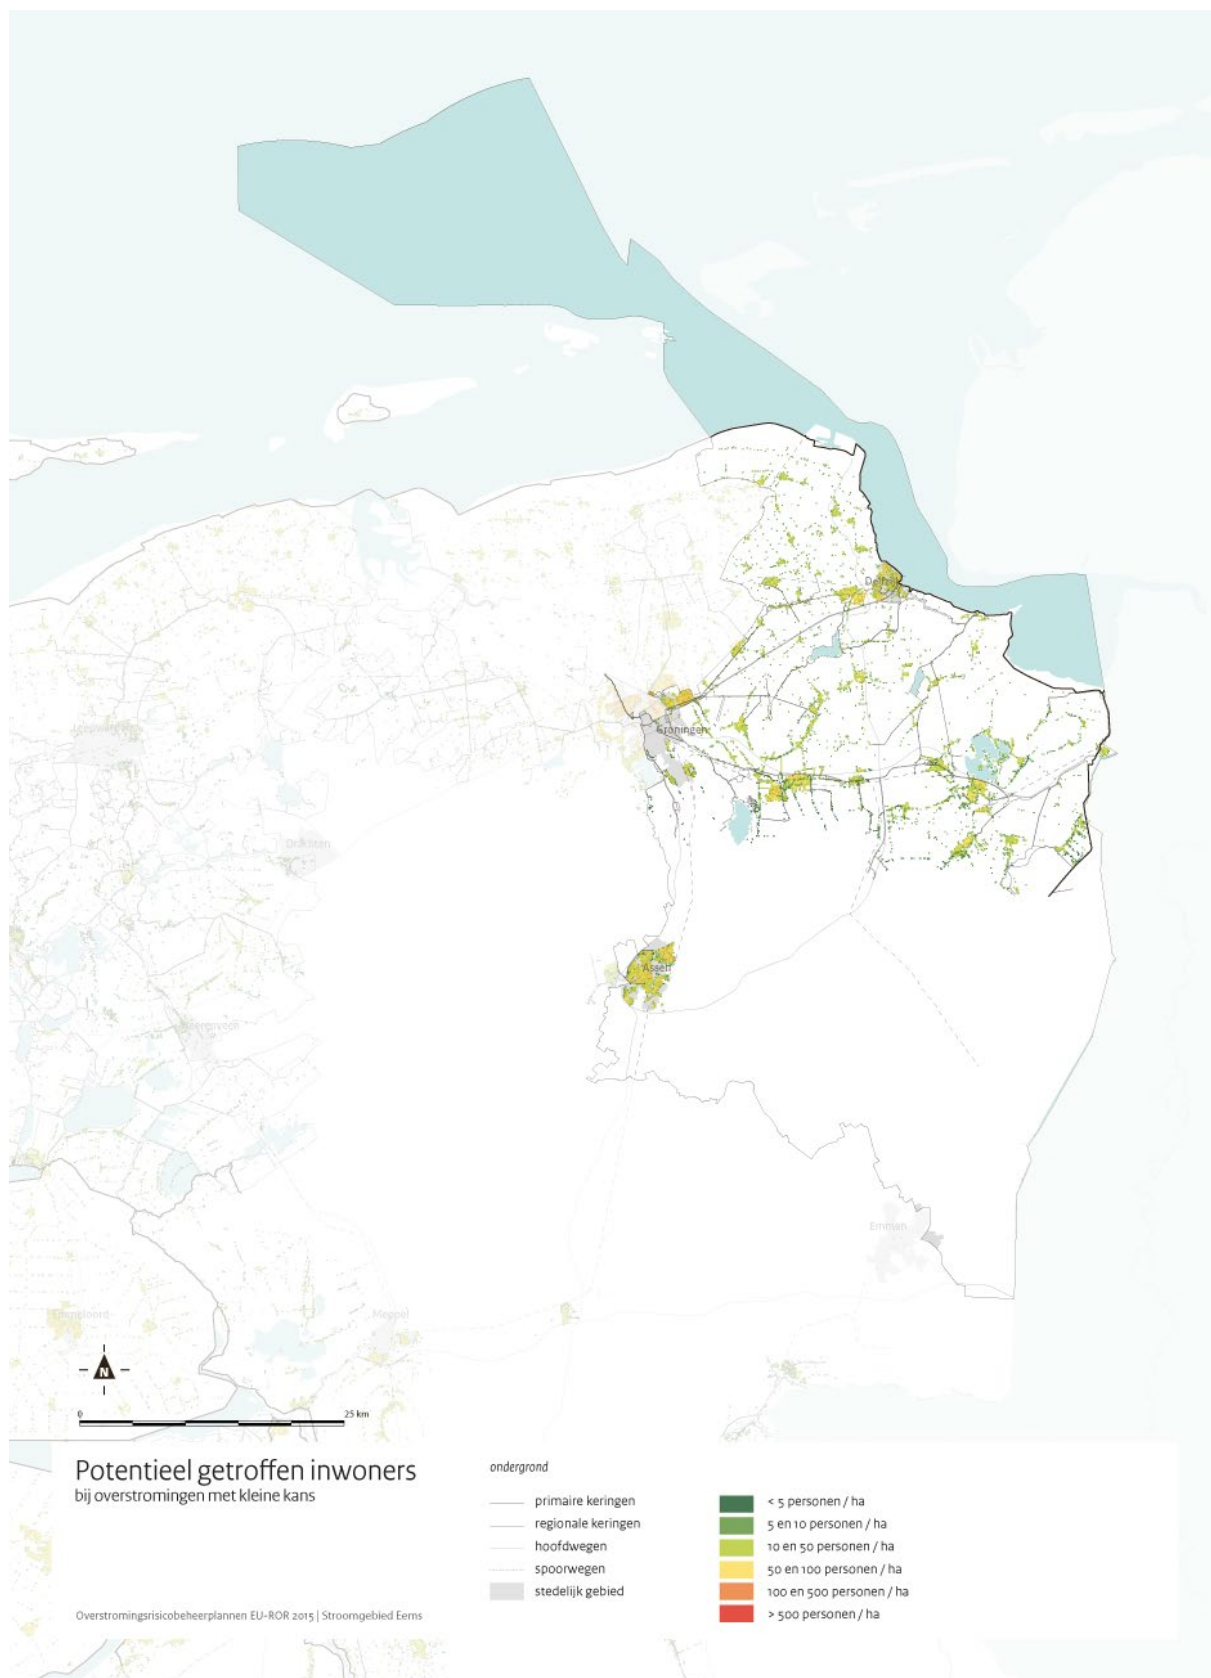 Groningen
Drachten
Assen
Heerenveen
Emmen
Meppel
N
0
25 km
Potentieel getroffen inwoners
bij overstromingen met kleine kans
Overstromingsrisicobeheerplannen EU-ROR 2015 | Stroomgebied Eems
ondergrond
primaire keringen
regionale keringen
hoofdwegen
spoorwegen
stedelijk gebied
< 5 personen / ha
5 en 10 personen / ha
10 en 50 personen / ha
50 en 100 personen / ha
100 en 500 personen / ha
> 500 personen / ha